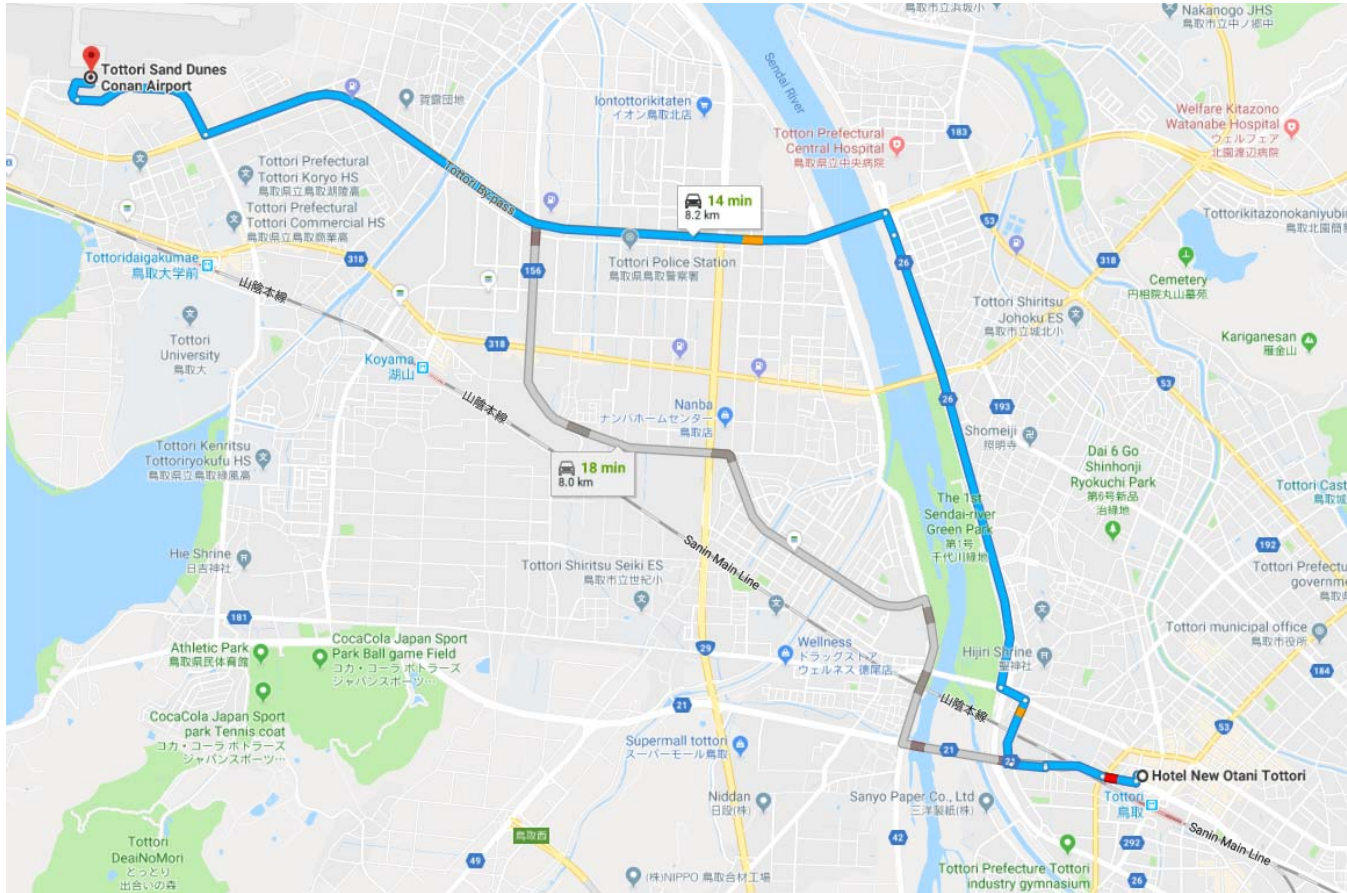 Nakanogo JHS
鳥取市立中ノ郷中
鳥取市立浜坂小
Tottori Sand Dunes
Conan Airport
賀露団地
Iontottorikitaten
イオン鳥取北店
Sendai River
Tottori Prefectural
Central Hospital
鳥取県立中央病院
183
Welfare Kitazono
Watanabe Hospital
ウェルフェア
北園渡辺病院
Tottori Prefectural
Tottori Koryo HS
鳥取県立鳥取湖陵高
Tottori Prefectural
Tottori Commercial HS
鳥取県立鳥取商業高
Tottori By-pass
14 min
8.2 km
Tottorikitazonokaniyubin
鳥取北園簡易
53
318
Tottoridaigakumae
鳥取大学前
山陰本線
156
Tottori Police Station
鳥取県鳥取警察署
26
318
Cemetery
円相院丸山墓苑
Tottori Shiritsu
Johoku ES
鳥取市立城北小
Tottori
University
鳥取大
318
Koyama
湖山
Kariganesan
雁金山
53
山陰本線
Nanba
ナンバホームセンター
鳥取店
26
193
Shomeiji
照明寺
Tottori Kenritsu
Tottoriryokufu HS
鳥取県立鳥取緑風高
18 min
8.0 km
Dai 6 Go
Shinhonji
Ryokuchi Park
第6号新品
治緑地
Tottori Cast
鳥取城
The 1st
Sendai-river
Green Park
第1号
千代川緑地
Hie Shrine
日吉神社
Tottori Shiritsu Seiki ES
鳥取市立世紀小
Sanin Main Line
192
Tottori Prefectu
governme
鳥取県
181
Athletic Park
鳥取県民体育館
CocaCola Japan Sport
Park Ball game Field
コカ・コーラ ボトラーズ
ジャパンスポーツ…
29
Wellness
ドラッグストア
ウェルネス 徳尾店
Hijiri Shrine
聖神社
Tottori municipal office
鳥取市役所
184
CocaCola Japan Sport
park Tennis coat
コカ・コーラ ボトラーズ
ジャパンスポーツ…
21
山陰本線
53
Supermall tottori
スーパーモール鳥取
21
21
Hotel New Otani Tottori
Niddan
日段(株)
Sanyo Paper Co., Ltd
三洋製紙(株)
Tottori
鳥取
Sanin Main Line
鳥取西
42
292
Tottori
DeaiNoMori
とっとり
出合いの森
49
(株)NIPPO 鳥取合材工場
Tottori Prefecture Tottori
industry gymnasium
26